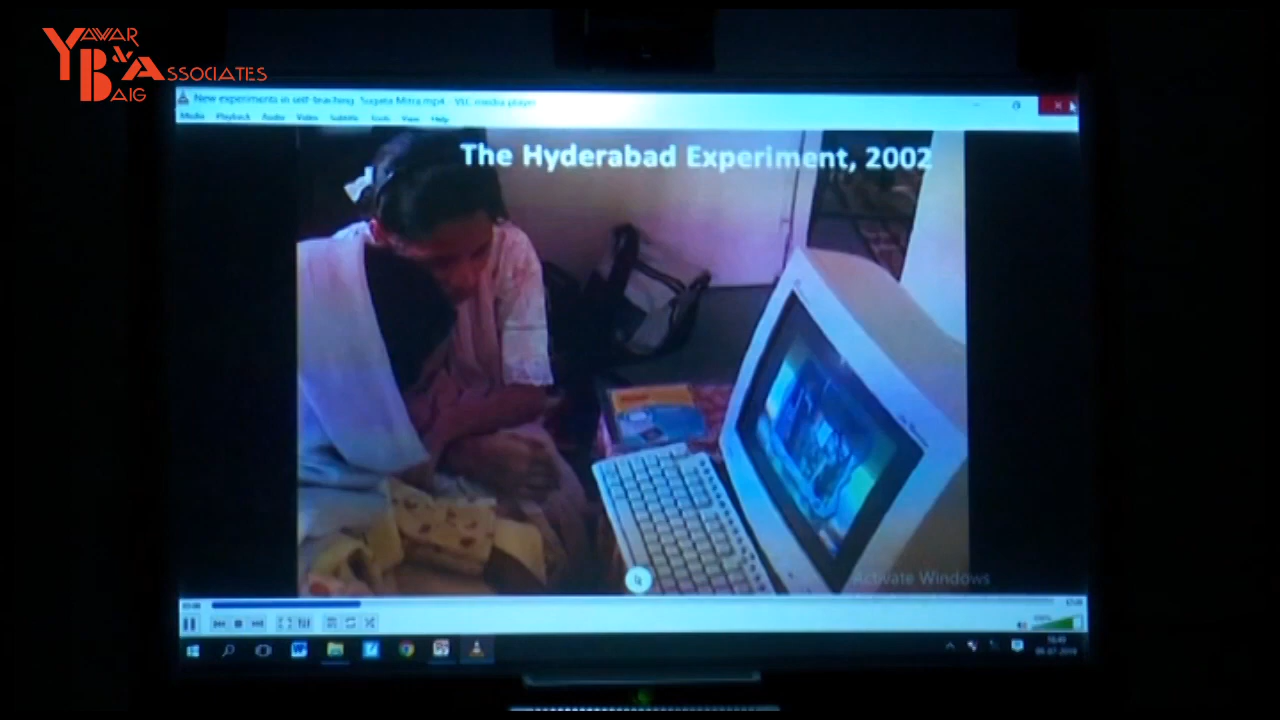 YAWAR
BAIG & ASSOCIATES
New experiments in self-teaching Sugata Mitra.mp4 - VLC media player
Media Playback Audio Video Subtitle Tools View Help
The Hyderabad Experiment, 2002
Activate Windows